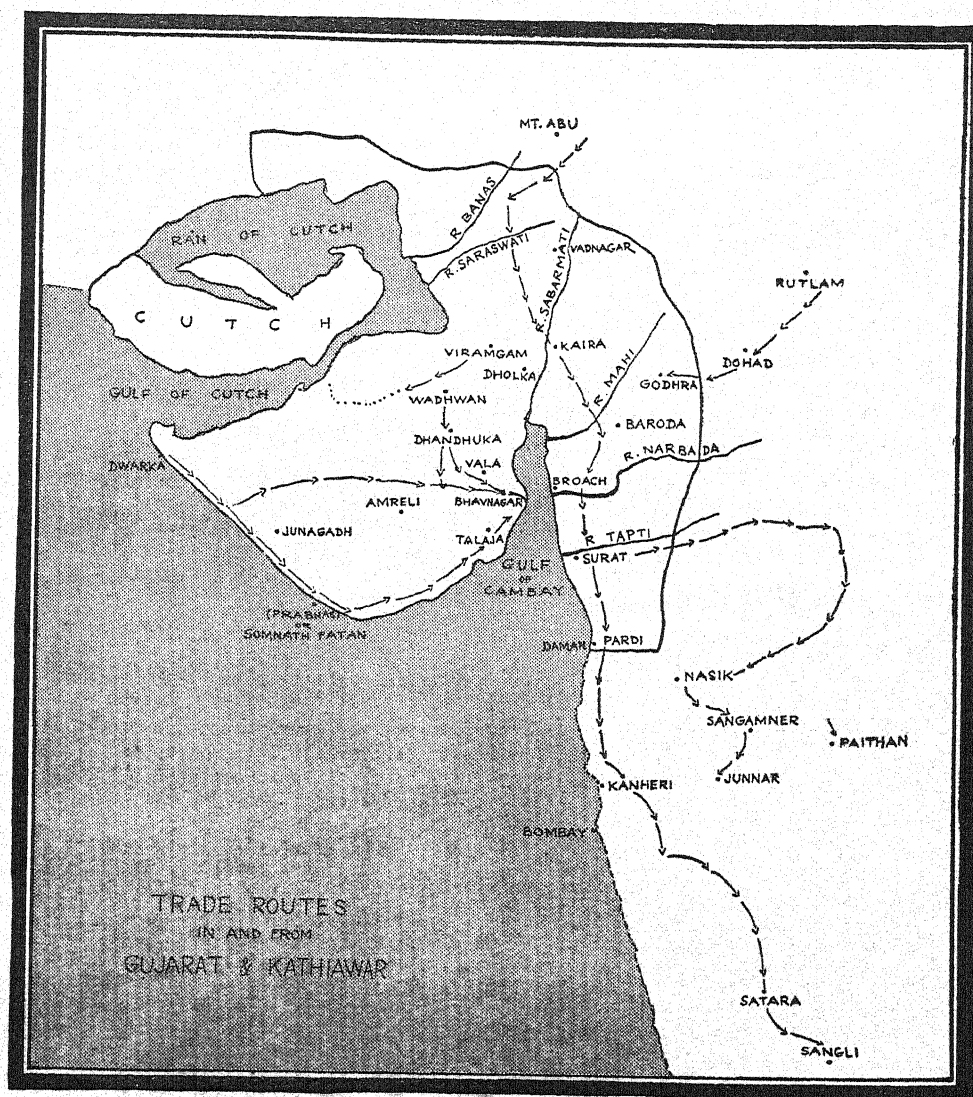 MT. ABU
R. BANAS
RAN OF CUTCH
R. SARASWATI
R. SABARMATI
VADNAGAR
RUTLAM
CUTCH
VIRAMGAM
KAIRA
DHOLKA
R. MAHI
DOHAD
GODHRA
GULF OF CUTCH
WADHWAN
BARODA
DHANDHUKA
R. NARBADA
DWARKA
VALA
BROACH
AMRELI
BHAVNAGAR
JUNAGADH
TALAJA
R TAPTI
SURAT
GULF
OF
CAMBAY
(PRABHAS)
OR
SOMNATH PATAN
DAMAN
PARDI
NASIK
SANGAMNER
PAITHAN
JUNNAR
KANHERI
BOMBAY
TRADE ROUTES
IN AND FROM
GUJARAT & KATHIAWAR
SATARA
SANGLI